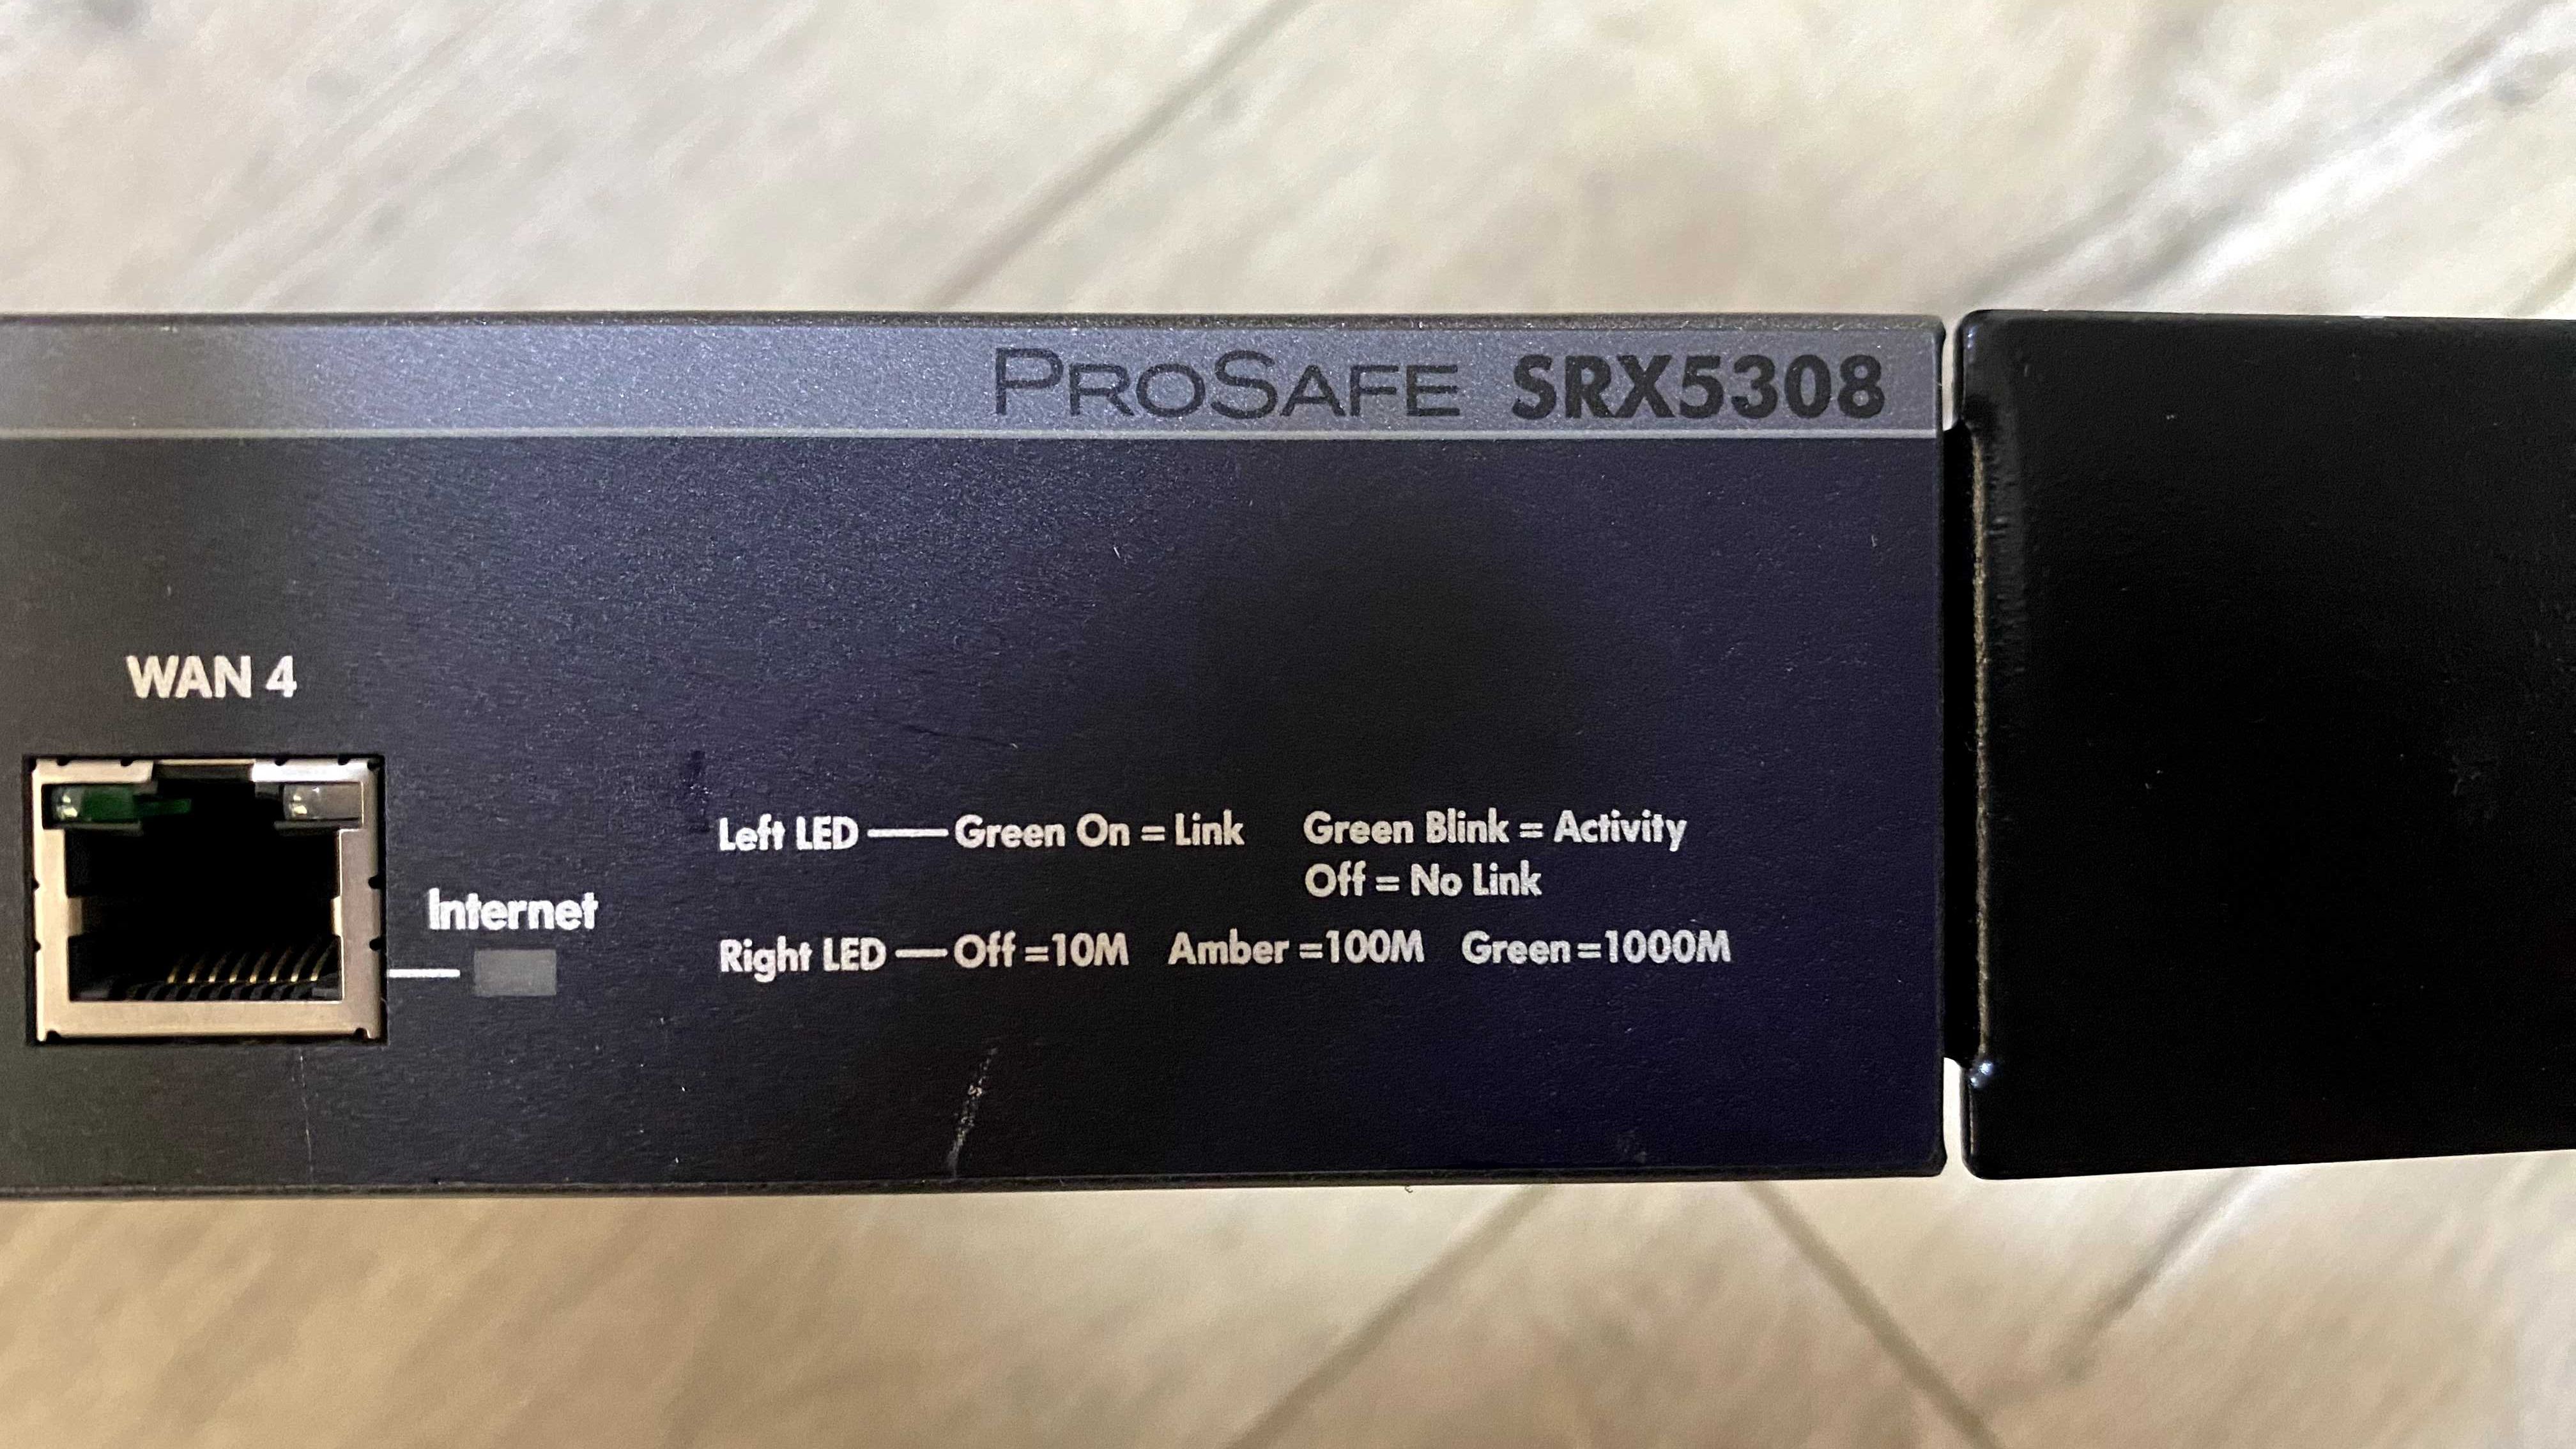 PROSAFE SRX5308
WAN 4
Left LED — Green On = Link Green Blink = Activity
Off = No Link
Internet
Right LED — Off =10M Amber =100M Green =1000M